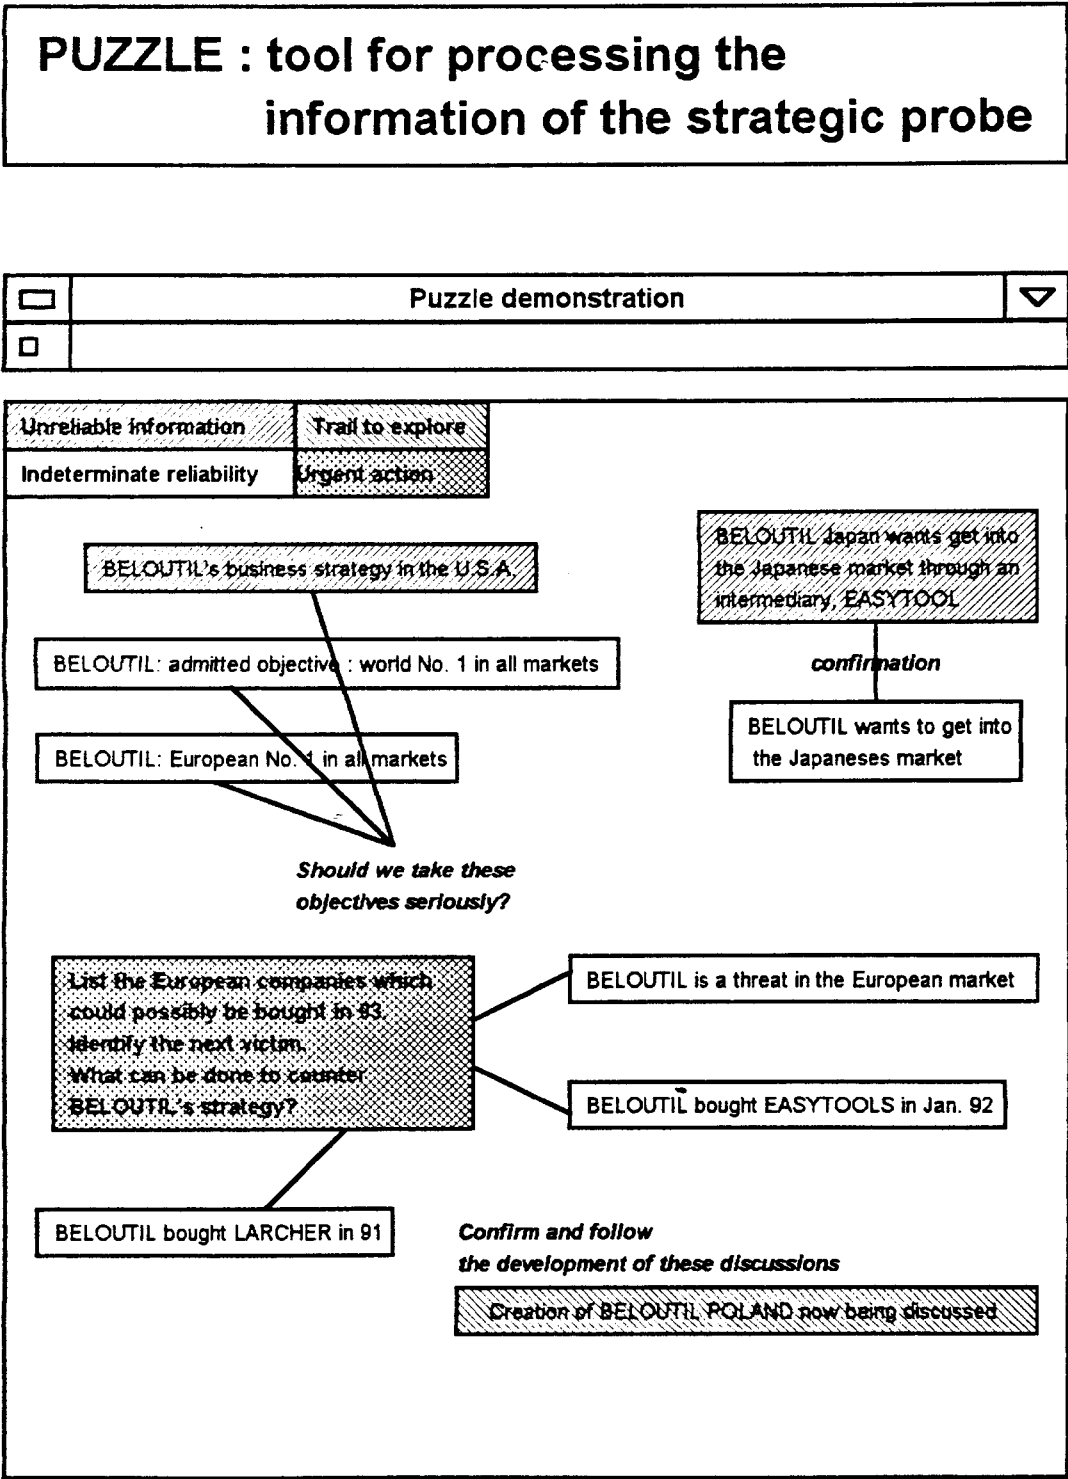 PUZZLE : tool for processing the
information of the strategic probe
Puzzle demonstration
Unreliable information
Trail to explore
Indeterminate reliability
Urgent action
BELOUTIL Japan wants get into
the Japanese market through an
intermediary, EASYTOOL
BELOUTIL's business strategy in the U.S.A.
BELOUTIL: admitted objective : world No. 1 in all markets
confirmation
BELOUTIL wants to get into
the Japaneses market
BELOUTIL: European No. 1 in all markets
Should we take these
objectives seriously?
List the European companies which
could possibly be bought in 93.
Identify the next victim.
What can be done to counter
BELOUTIL's strategy?
BELOUTIL is a threat in the European market
BELOUTIL bought EASYTOOLS in Jan. 92
BELOUTIL bought LARCHER in 91
Confirm and follow
the development of these discussions
Creation of BELOUTIL POLAND now being discussed